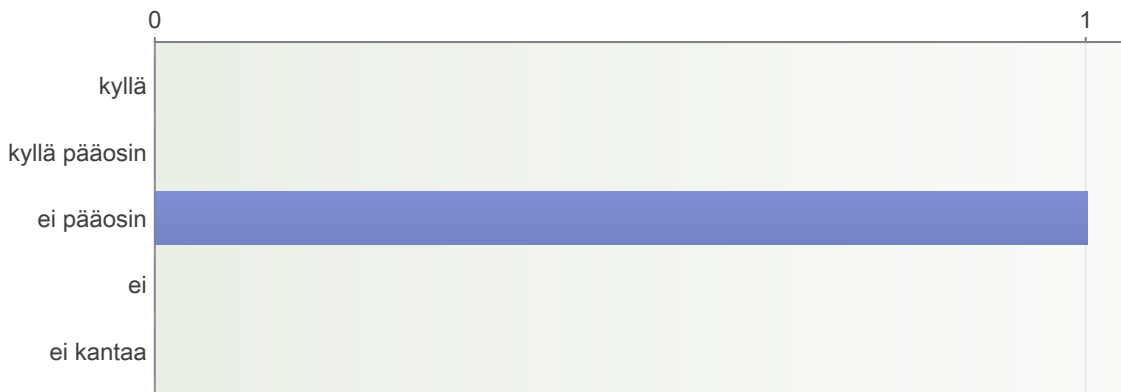 0 1
kyllä
kyllä pääosin
ei pääosin
ei
ei kantaa